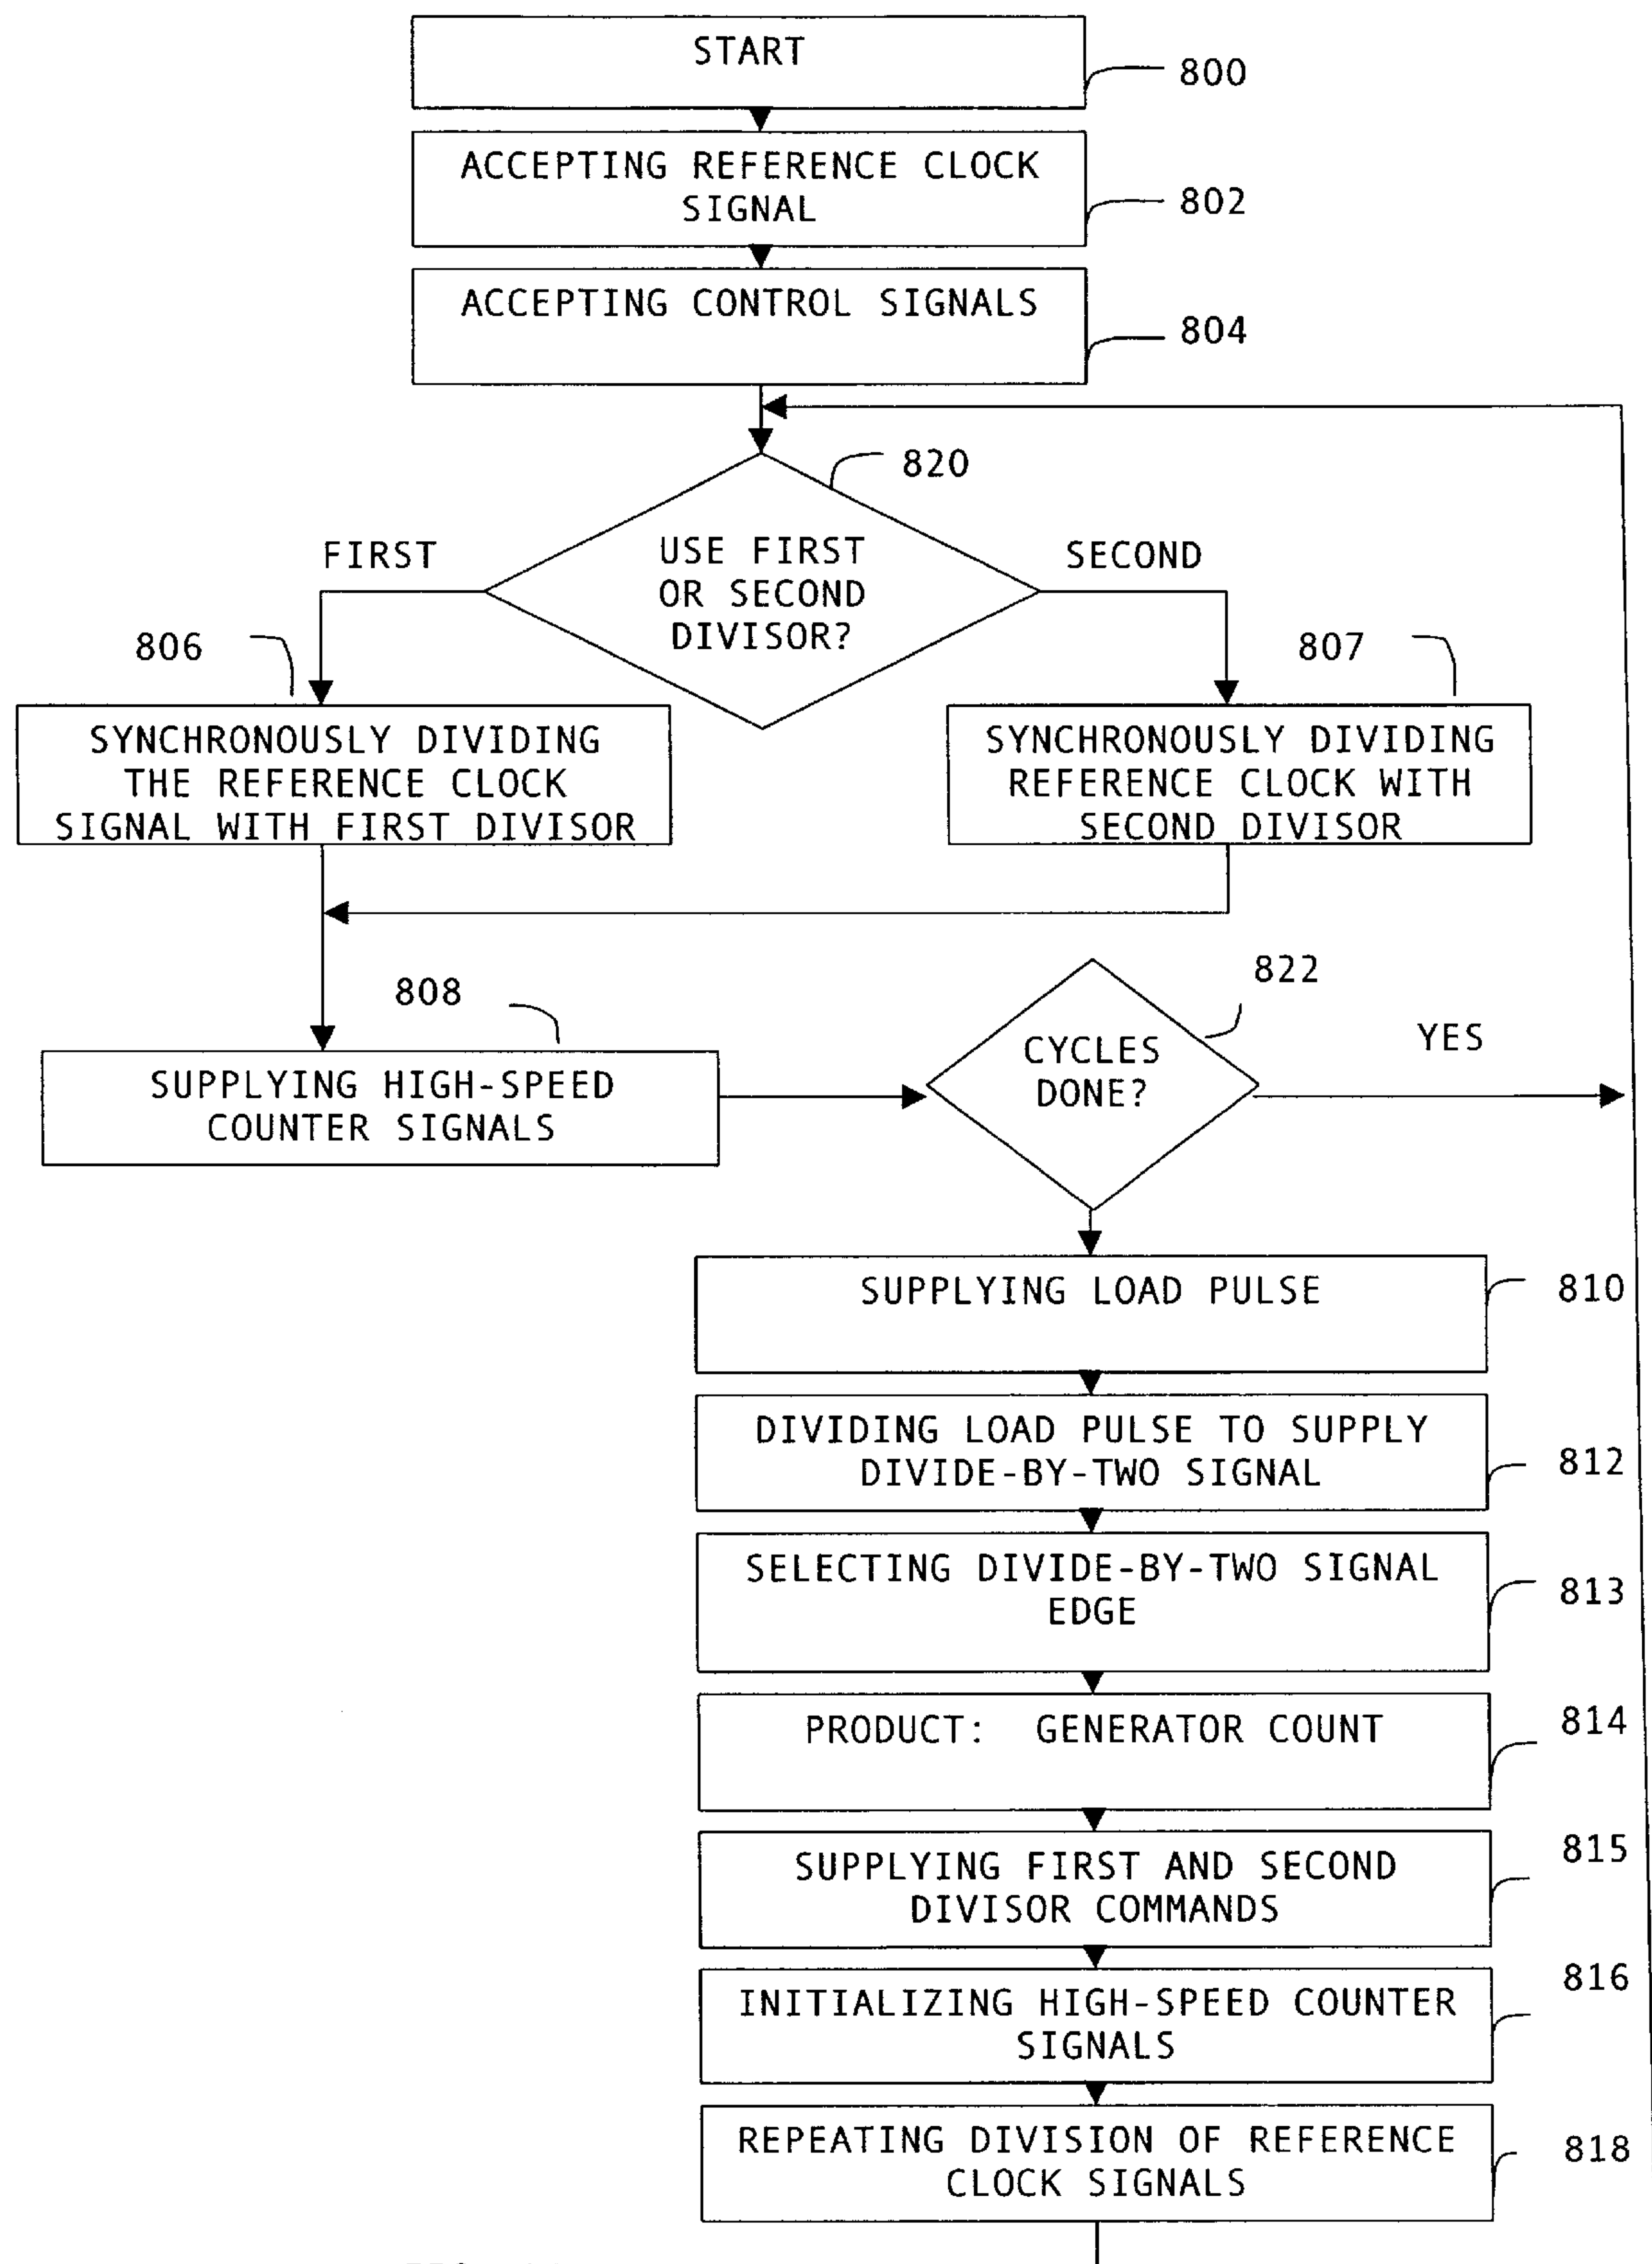 START
800
ACCEPTING REFERENCE CLOCK
SIGNAL
802
ACCEPTING CONTROL SIGNALS
804
820
FIRST
USE FIRST
OR SECOND
DIVISOR?
SECOND
806
807
SYNCHRONOUSLY DIVIDING
THE REFERENCE CLOCK
SIGNAL WITH FIRST DIVISOR
SYNCHRONOUSLY DIVIDING
REFERENCE CLOCK WITH
SECOND DIVISOR
808
822
SUPPLYING HIGH-SPEED
COUNTER SIGNALS
CYCLES
DONE?
YES
SUPPLYING LOAD PULSE
810
DIVIDING LOAD PULSE TO SUPPLY
DIVIDE-BY-TWO SIGNAL
812
SELECTING DIVIDE-BY-TWO SIGNAL
EDGE
813
PRODUCT:  GENERATOR COUNT
814
SUPPLYING FIRST AND SECOND
DIVISOR COMMANDS
815
INITIALIZING HIGH-SPEED COUNTER
SIGNALS
816
REPEATING DIVISION OF REFERENCE
CLOCK SIGNALS
818